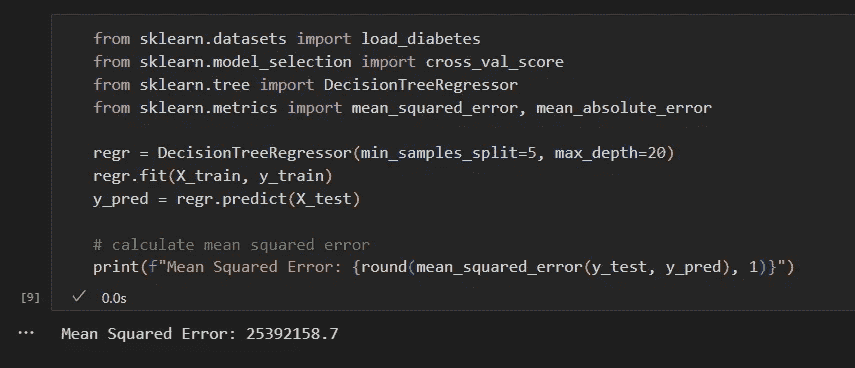 from sklearn.datasets import load_diabetes
from sklearn.model_selection import cross_val_score
from sklearn.tree import DecisionTreeRegressor
from sklearn.metrics import mean_squared_error, mean_absolute_error
regr = DecisionTreeRegressor(min_samples_split=5, max_depth=20)
regr.fit(X_train, y_train)
y_pred = regr.predict(X_test)
# calculate mean squared error
print(f"Mean Squared Error: {round(mean_squared_error(y_test, y_pred), 1)}")
[9] ✓ 0.0s
... Mean Squared Error: 25392158.7